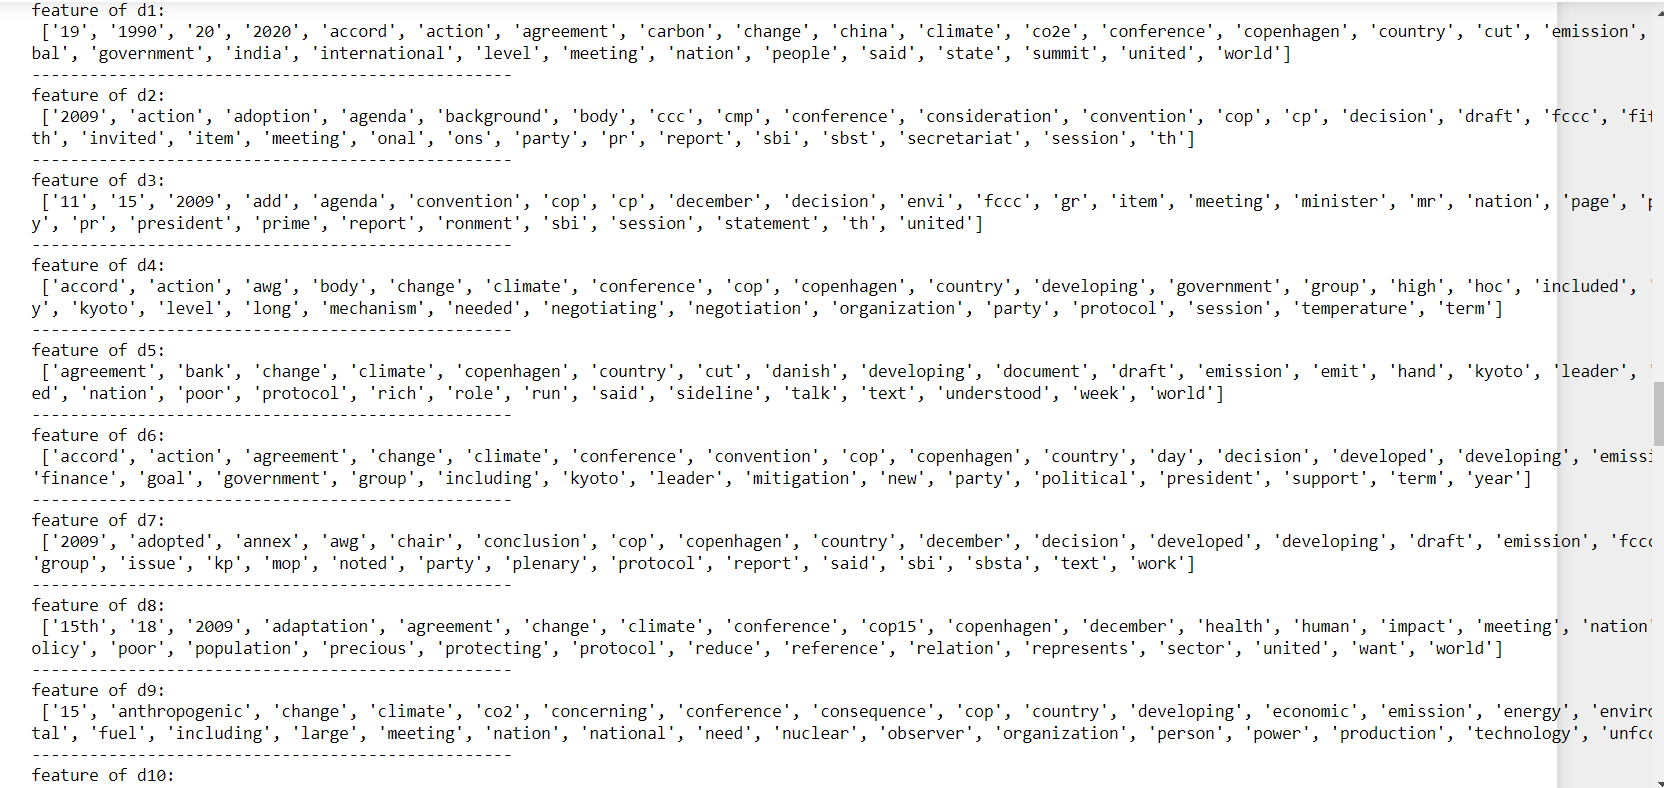 feature of d1:
['19', '1990', '20', '2020', 'accord', 'action', 'agreement', 'carbon', 'change', 'china', 'climate', 'co2e', 'conference', 'copenhagen', 'country', 'cut', 'emission',
bal', 'government', 'india', 'international', 'level', 'meeting', 'nation', 'people', 'said', 'state', 'summit', 'united', 'world']
--------------------------------------------------
feature of d2:
['2009', 'action', 'adoption', 'agenda', 'background', 'body', 'ccc', 'cmp', 'conference', 'consideration', 'convention', 'cop', 'cp', 'decision', 'draft', 'fccc', 'fif
th', 'invited', 'item', 'meeting', 'onal', 'ons', 'party', 'pr', 'report', 'sbi', 'sbst', 'secretariat', 'session', 'th']
--------------------------------------------------
feature of d3:
['11', '15', '2009', 'add', 'agenda', 'convention', 'cop', 'cp', 'december', 'decision', 'envi', 'fccc', 'gr', 'item', 'meeting', 'minister', 'mr', 'nation', 'page', 'p
y', 'pr', 'president', 'prime', 'report', 'ronment', 'sbi', 'session', 'statement', 'th', 'united']
--------------------------------------------------
feature of d4:
['accord', 'action', 'awg', 'body', 'change', 'climate', 'conference', 'cop', 'copenhagen', 'country', 'developing', 'government', 'group', 'high', 'hoc', 'included', '
y', 'kyoto', 'level', 'long', 'mechanism', 'needed', 'negotiating', 'negotiation', 'organization', 'party', 'protocol', 'session', 'temperature', 'term']
--------------------------------------------------
feature of d5:
['agreement', 'bank', 'change', 'climate', 'copenhagen', 'country', 'cut', 'danish', 'developing', 'document', 'draft', 'emission', 'emit', 'hand', 'kyoto', 'leader', '
ed', 'nation', 'poor', 'protocol', 'rich', 'role', 'run', 'said', 'sideline', 'talk', 'text', 'understood', 'week', 'world']
--------------------------------------------------
feature of d6:
['accord', 'action', 'agreement', 'change', 'climate', 'conference', 'convention', 'cop', 'copenhagen', 'country', 'day', 'decision', 'developed', 'developing', 'emissi
'finance', 'goal', 'government', 'group', 'including', 'kyoto', 'leader', 'mitigation', 'new', 'party', 'political', 'president', 'support', 'term', 'year']
--------------------------------------------------
feature of d7:
['2009', 'adopted', 'annex', 'awg', 'chair', 'conclusion', 'cop', 'copenhagen', 'country', 'december', 'decision', 'developed', 'developing', 'draft', 'emission', 'fccc
'group', 'issue', 'kp', 'mop', 'noted', 'party', 'plenary', 'protocol', 'report', 'said', 'sbi', 'sbsta', 'text', 'work']
--------------------------------------------------
feature of d8:
['15th', '18', '2009', 'adaptation', 'agreement', 'change', 'climate', 'conference', 'cop15', 'copenhagen', 'december', 'health', 'human', 'impact', 'meeting', 'nation'
olicy', 'poor', 'population', 'precious', 'protecting', 'protocol', 'reduce', 'reference', 'relation', 'represents', 'sector', 'united', 'want', 'world']
--------------------------------------------------
feature of d9:
['15', 'anthropogenic', 'change', 'climate', 'co2', 'concerning', 'conference', 'consequence', 'cop', 'country', 'developing', 'economic', 'emission', 'energy', 'enviro
tal', 'fuel', 'including', 'large', 'meeting', 'nation', 'national', 'need', 'nuclear', 'observer', 'organization', 'person', 'power', 'production', 'technology', 'unfcc
--------------------------------------------------
feature of d10: